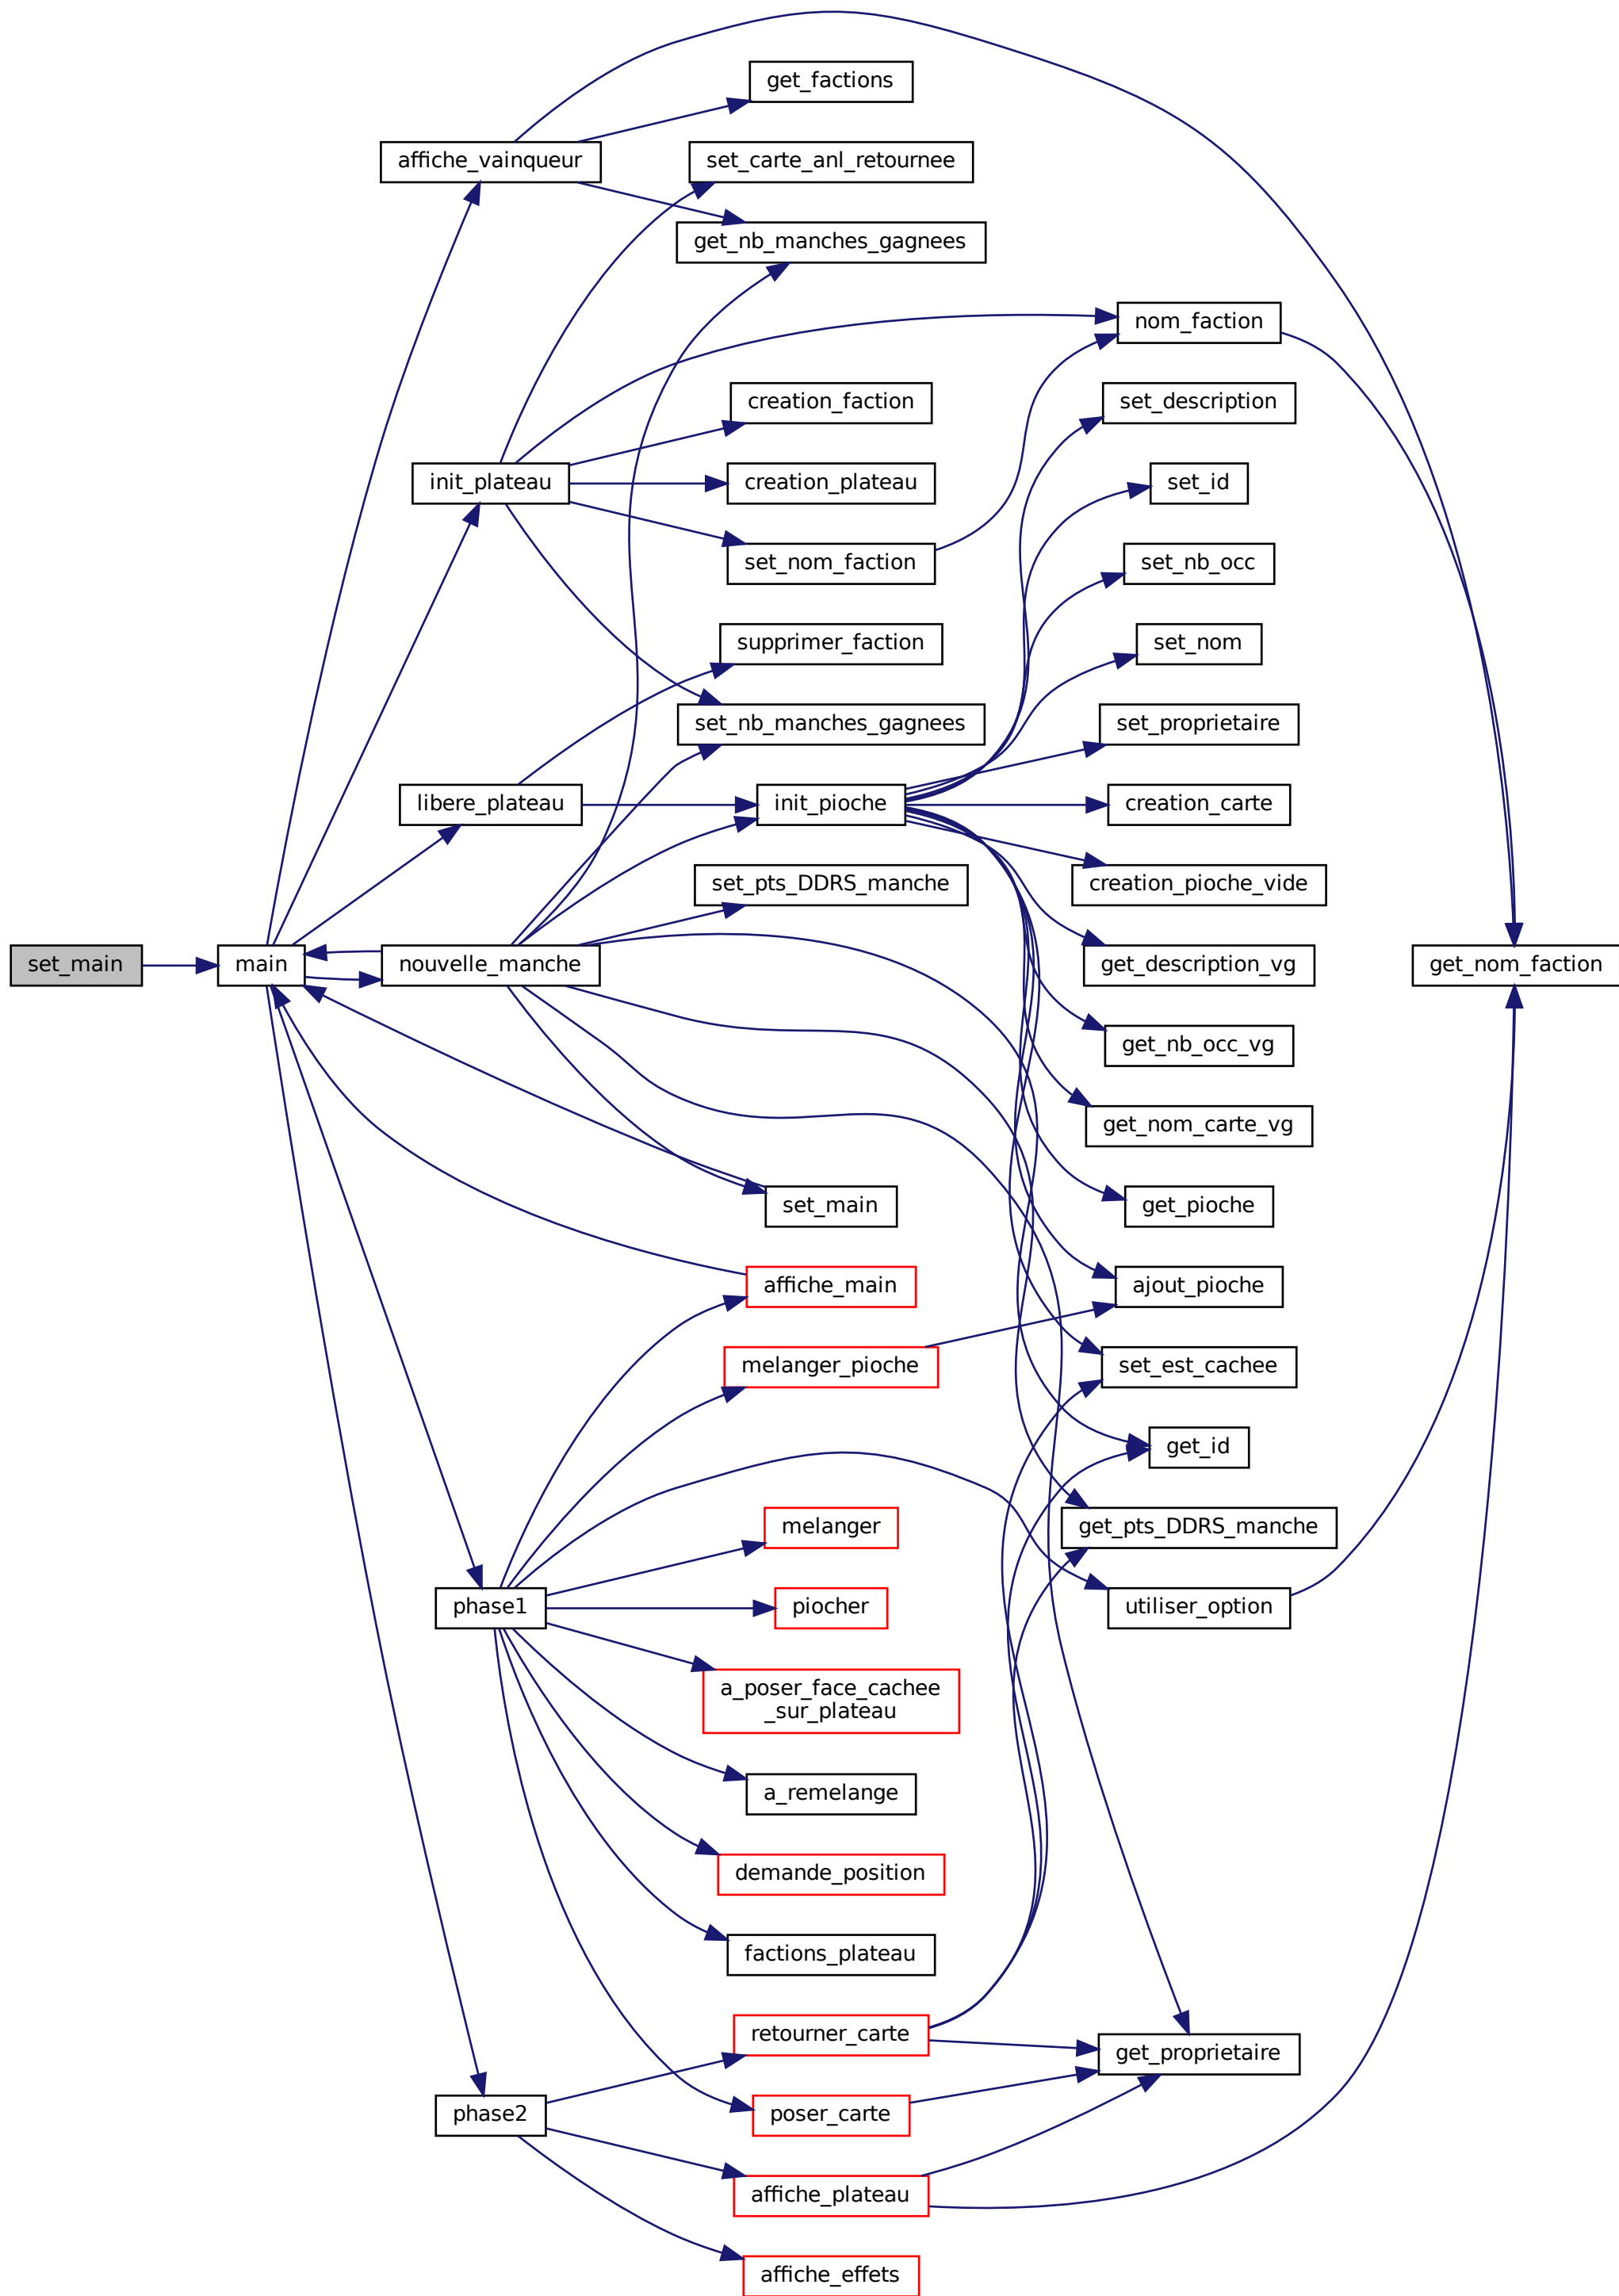 get_factions
affiche_vainqueur
set_carte_anl_retournee
get_nb_manches_gagnees
nom_faction
creation_faction
set_description
init_plateau
creation_plateau
set_id
set_nom_faction
set_nb_occ
supprimer_faction
set_nom
set_nb_manches_gagnees
set_proprietaire
libere_plateau
init_pioche
creation_carte
set_pts_DDRS_manche
creation_pioche_vide
set_main
main
nouvelle_manche
get_description_vg
get_nom_faction
get_nb_occ_vg
get_nom_carte_vg
set_main
get_pioche
affiche_main
ajout_pioche
melanger_pioche
set_est_cachee
get_id
melanger
get_pts_DDRS_manche
phase1
piocher
utiliser_option
a_poser_face_cachee
_sur_plateau
a_remelange
demande_position
factions_plateau
retourner_carte
get_proprietaire
phase2
poser_carte
affiche_plateau
affiche_effets